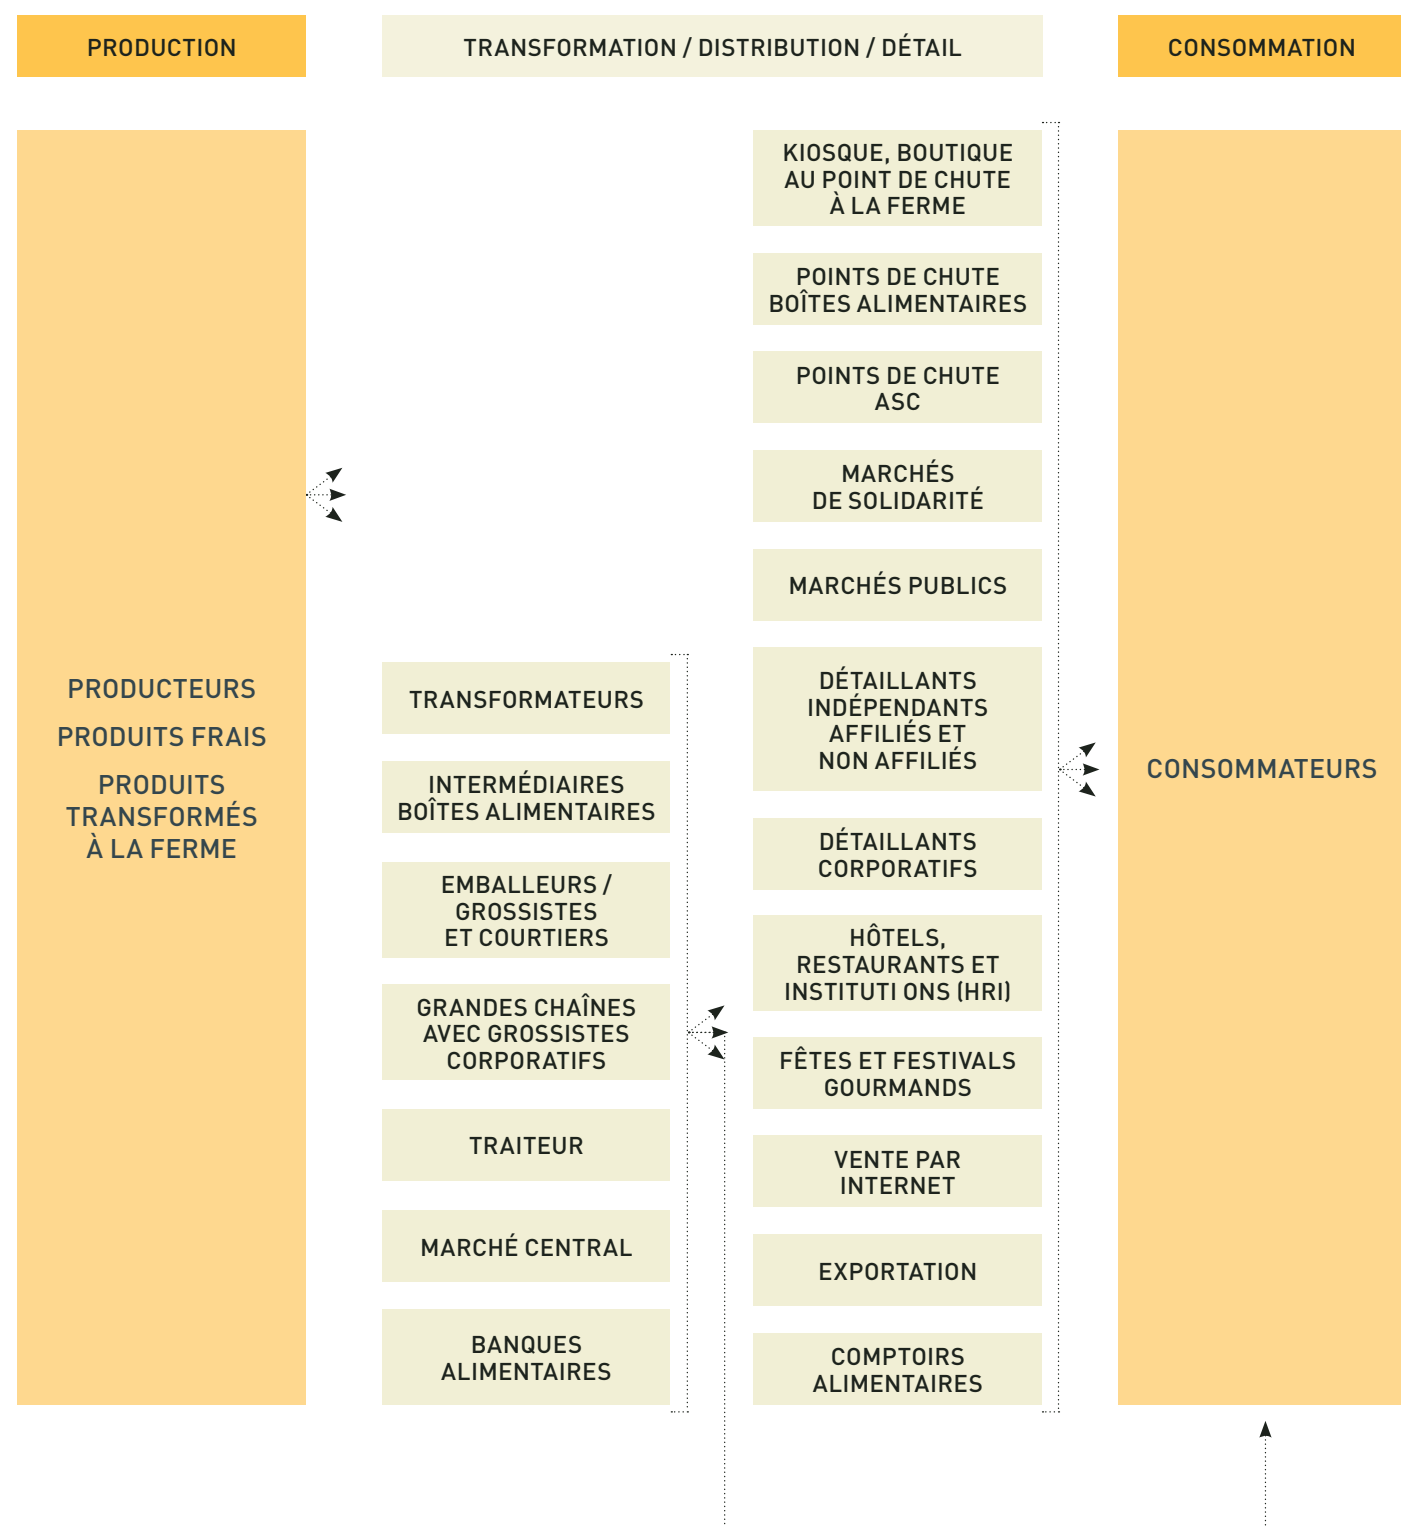 PRODUCTION
TRANSFORMATION / DISTRIBUTION / DÉTAIL
CONSOMMATION
PRODUCTEURS
PRODUITS FRAIS
PRODUITS
TRANSFORMÉS
À LA FERME
TRANSFORMATEURS
INTERMÉDIAIRES
BOÎTES ALIMENTAIRES
EMBALLEURS /
GROSSISTES
ET COURTIERS
GRANDES CHAÎNES
AVEC GROSSISTES
CORPORATIFS
TRAITEUR
MARCHÉ CENTRAL
BANQUES
ALIMENTAIRES
KIOSQUE, BOUTIQUE
AU POINT DE CHUTE
À LA FERME
POINTS DE CHUTE
BOÎTES ALIMENTAIRES
POINTS DE CHUTE
ASC
MARCHÉS
DE SOLIDARITÉ
MARCHÉS PUBLICS
DÉTAILLANTS
INDÉPENDANTS
AFFILIÉS ET
NON AFFILIÉS
DÉTAILLANTS
CORPORATIFS
HÔTELS,
RESTAURANTS ET
INSTITUTI ONS (HRI)
FÊTES ET FESTIVALS
GOURMANDS
VENTE PAR
INTERNET
EXPORTATION
COMPTOIRS
ALIMENTAIRES
CONSOMMATEURS